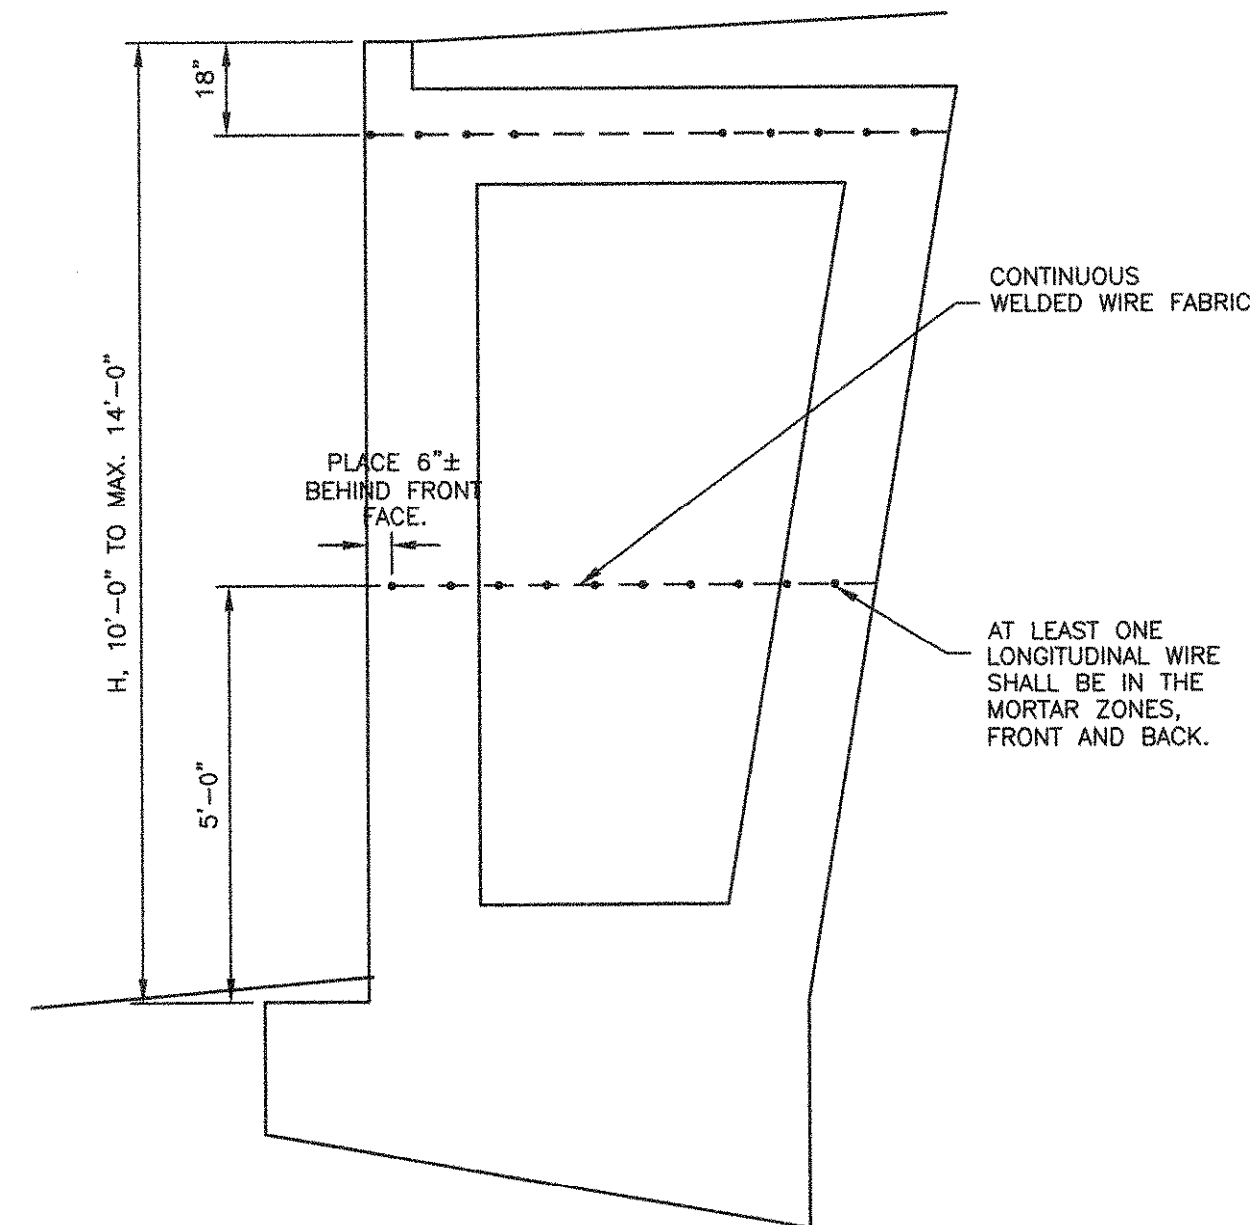 18"
H, 10'-0" TO MAX. 14'-0"
CONTINUOUS
WELDED WIRE FABRIC
PLACE 6"±
BEHIND FRONT
FACE.
5'-0"
AT LEAST ONE
LONGITUDINAL WIRE
SHALL BE IN THE
MORTAR ZONES,
FRONT AND BACK.